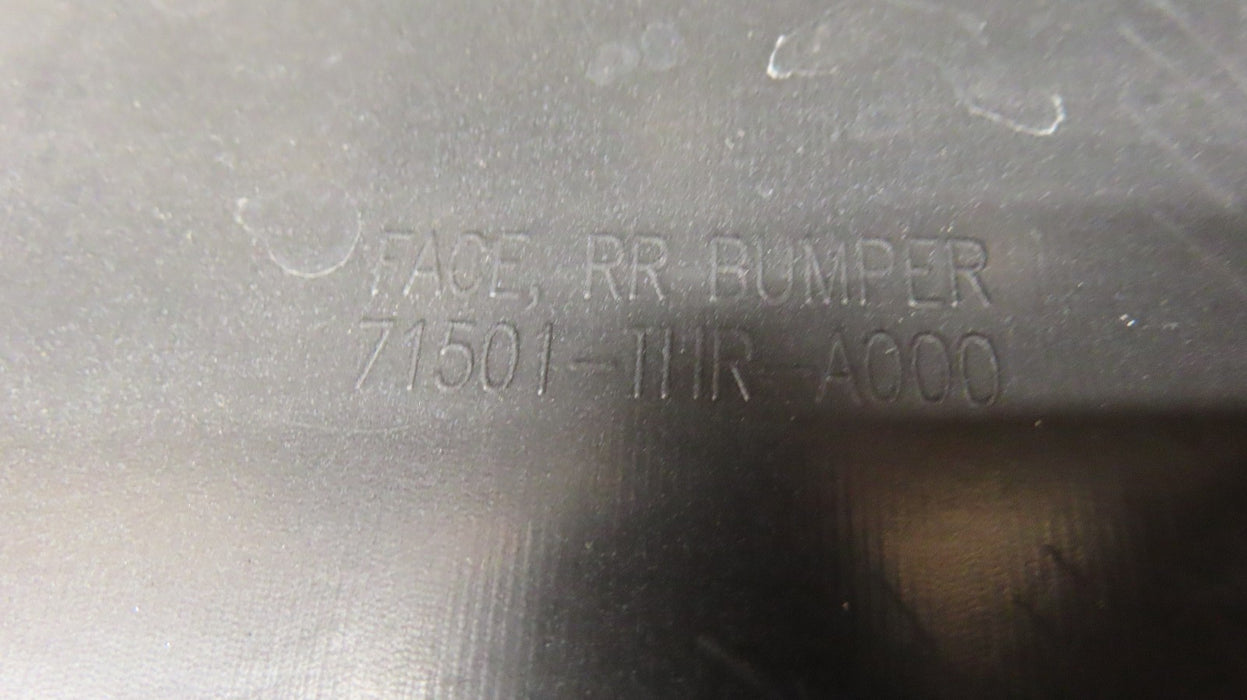 FACE, RR BUMPER
71501-THR-A000